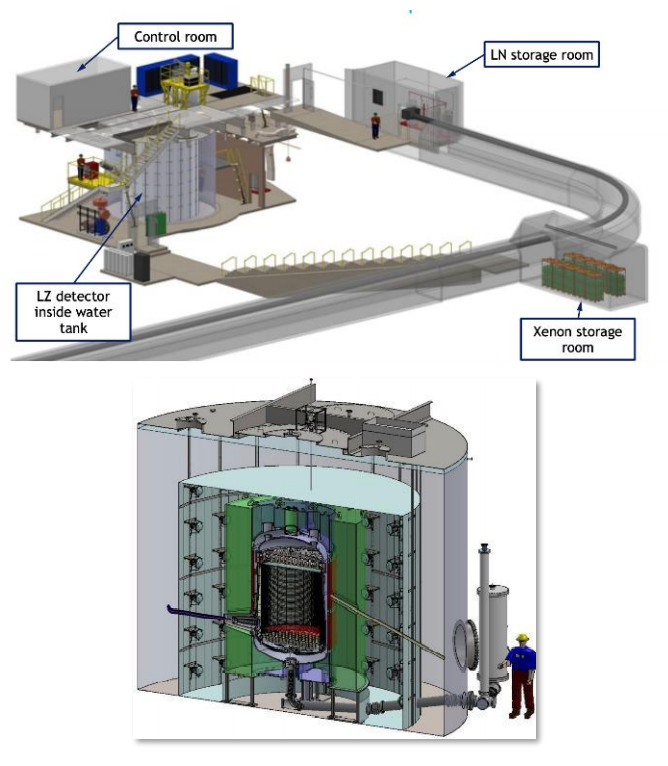 Control room
LN storage room
LZ detector
inside water
tank
Xenon storage
room